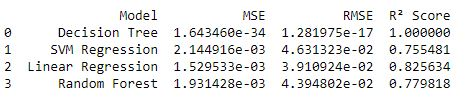 Model MSE RMSE R² Score
0 Decision Tree 1.643460e-34 1.281975e-17 1.000000
1 SVM Regression 2.144916e-03 4.631323e-02 0.755481
2 Linear Regression 1.529533e-03 3.910924e-02 0.825634
3 Random Forest 1.931428e-03 4.394802e-02 0.779818